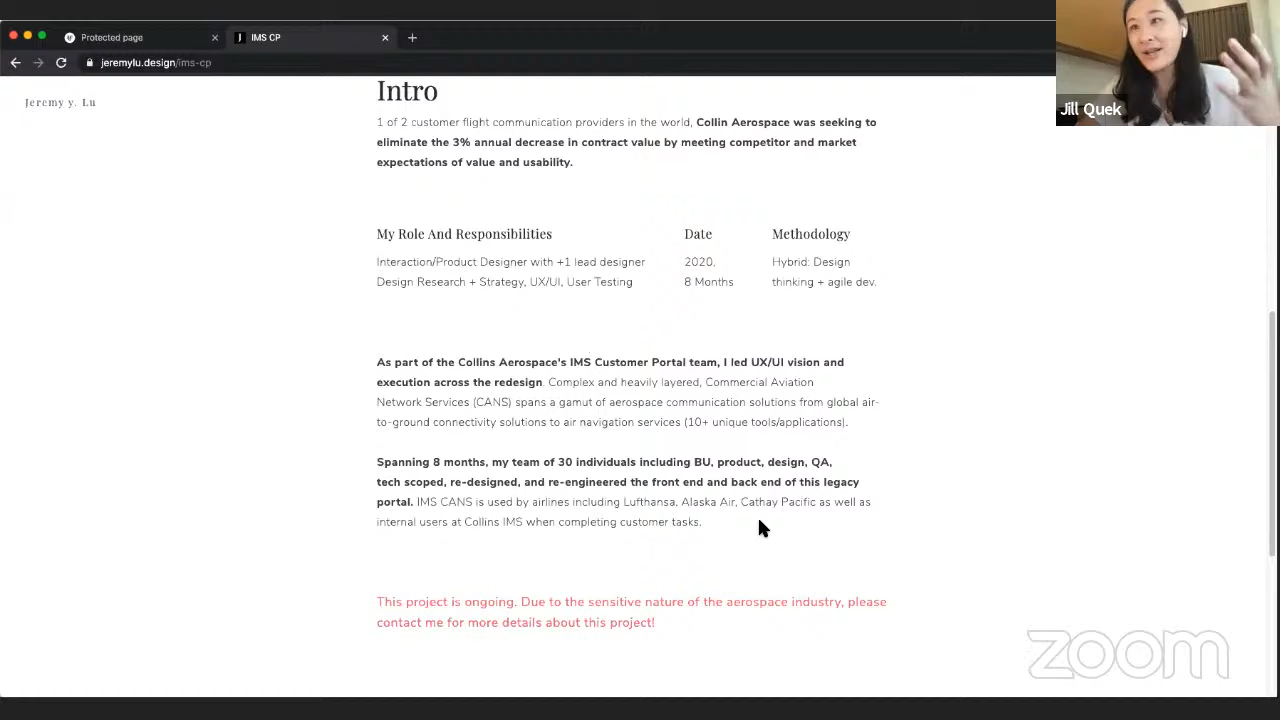 Protected page
J IMS CP
jeremylu.design/ims-cp
Jill Quek
Jeremy y. Lu
Intro
1 of 2 customer flight communication providers in the world, Collin Aerospace was seeking to
eliminate the 3% annual decrease in contract value by meeting competitor and market
expectations of value and usability.
My Role And Responsibilities
Interaction/Product Designer with +1 lead designer
Design Research + Strategy, UX/UI, User Testing
Date
2020,
8 Months
Methodology
Hybrid: Design
thinking + agile dev.
As part of the Collins Aerospace's IMS Customer Portal team, I led UX/UI vision and
execution across the redesign. Complex and heavily layered, Commercial Aviation
Network Services (CANS) spans a gamut of aerospace communication solutions from global air-
to-ground connectivity solutions to air navigation services (10+ unique tools/applications).
Spanning 8 months, my team of 30 individuals including BU, product, design, QA,
tech scoped, re-designed, and re-engineered the front end and back end of this legacy
portal. IMS CANS is used by airlines including Lufthansa, Alaska Air, Cathay Pacific as well as
internal users at Collins IMS when completing customer tasks.
This project is ongoing. Due to the sensitive nature of the aerospace industry, please
contact me for more details about this project!
zoom